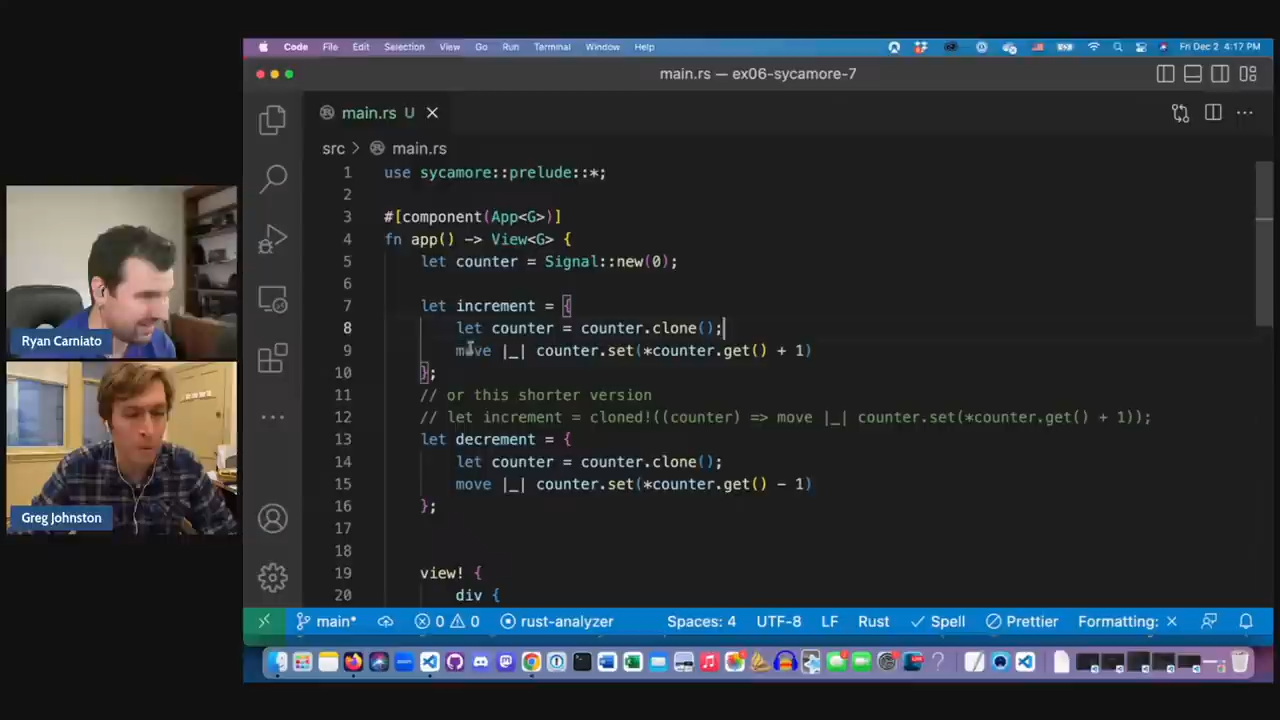 Code File Edit Selection View Go Run Terminal Window Help Fri Dec 2 4:17 PM
main.rs — ex06-sycamore-7
main.rs U
src > main.rs
1 use sycamore::prelude::*;
2
3 #[component(App<G>)]
4 fn app() -> View<G> {
5 let counter = Signal::new(0);
6
7 let increment = {
8 let counter = counter.clone();
9 move |_| counter.set(*counter.get() + 1)
10 };
11 // or this shorter version
12 // let increment = cloned!((counter) => move |_| counter.set(*counter.get() + 1));
13 let decrement = {
14 let counter = counter.clone();
15 move |_| counter.set(*counter.get() - 1)
16 };
17
18
19 view! {
20 div {
Ryan Carniato
Greg Johnston
main* 0 0 rust-analyzer Spaces: 4 UTF-8 LF Rust Spell Prettier Formatting: ×